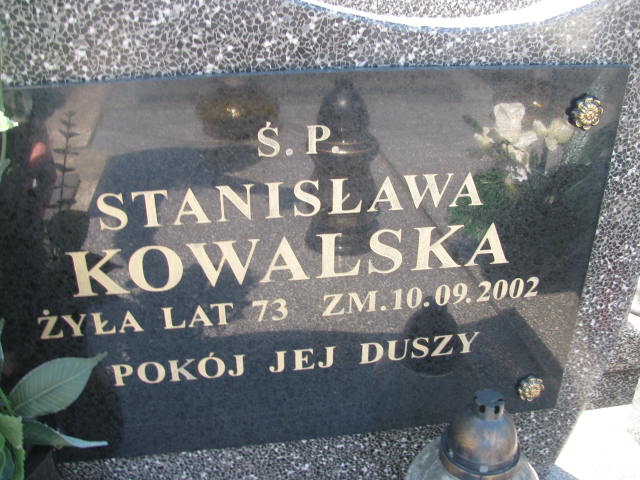 Ś.P.
STANISŁAWA
KOWALSKA
ŻYŁA LAT 73 ZM.10.09.2002
POKÓJ JEJ DUSZY